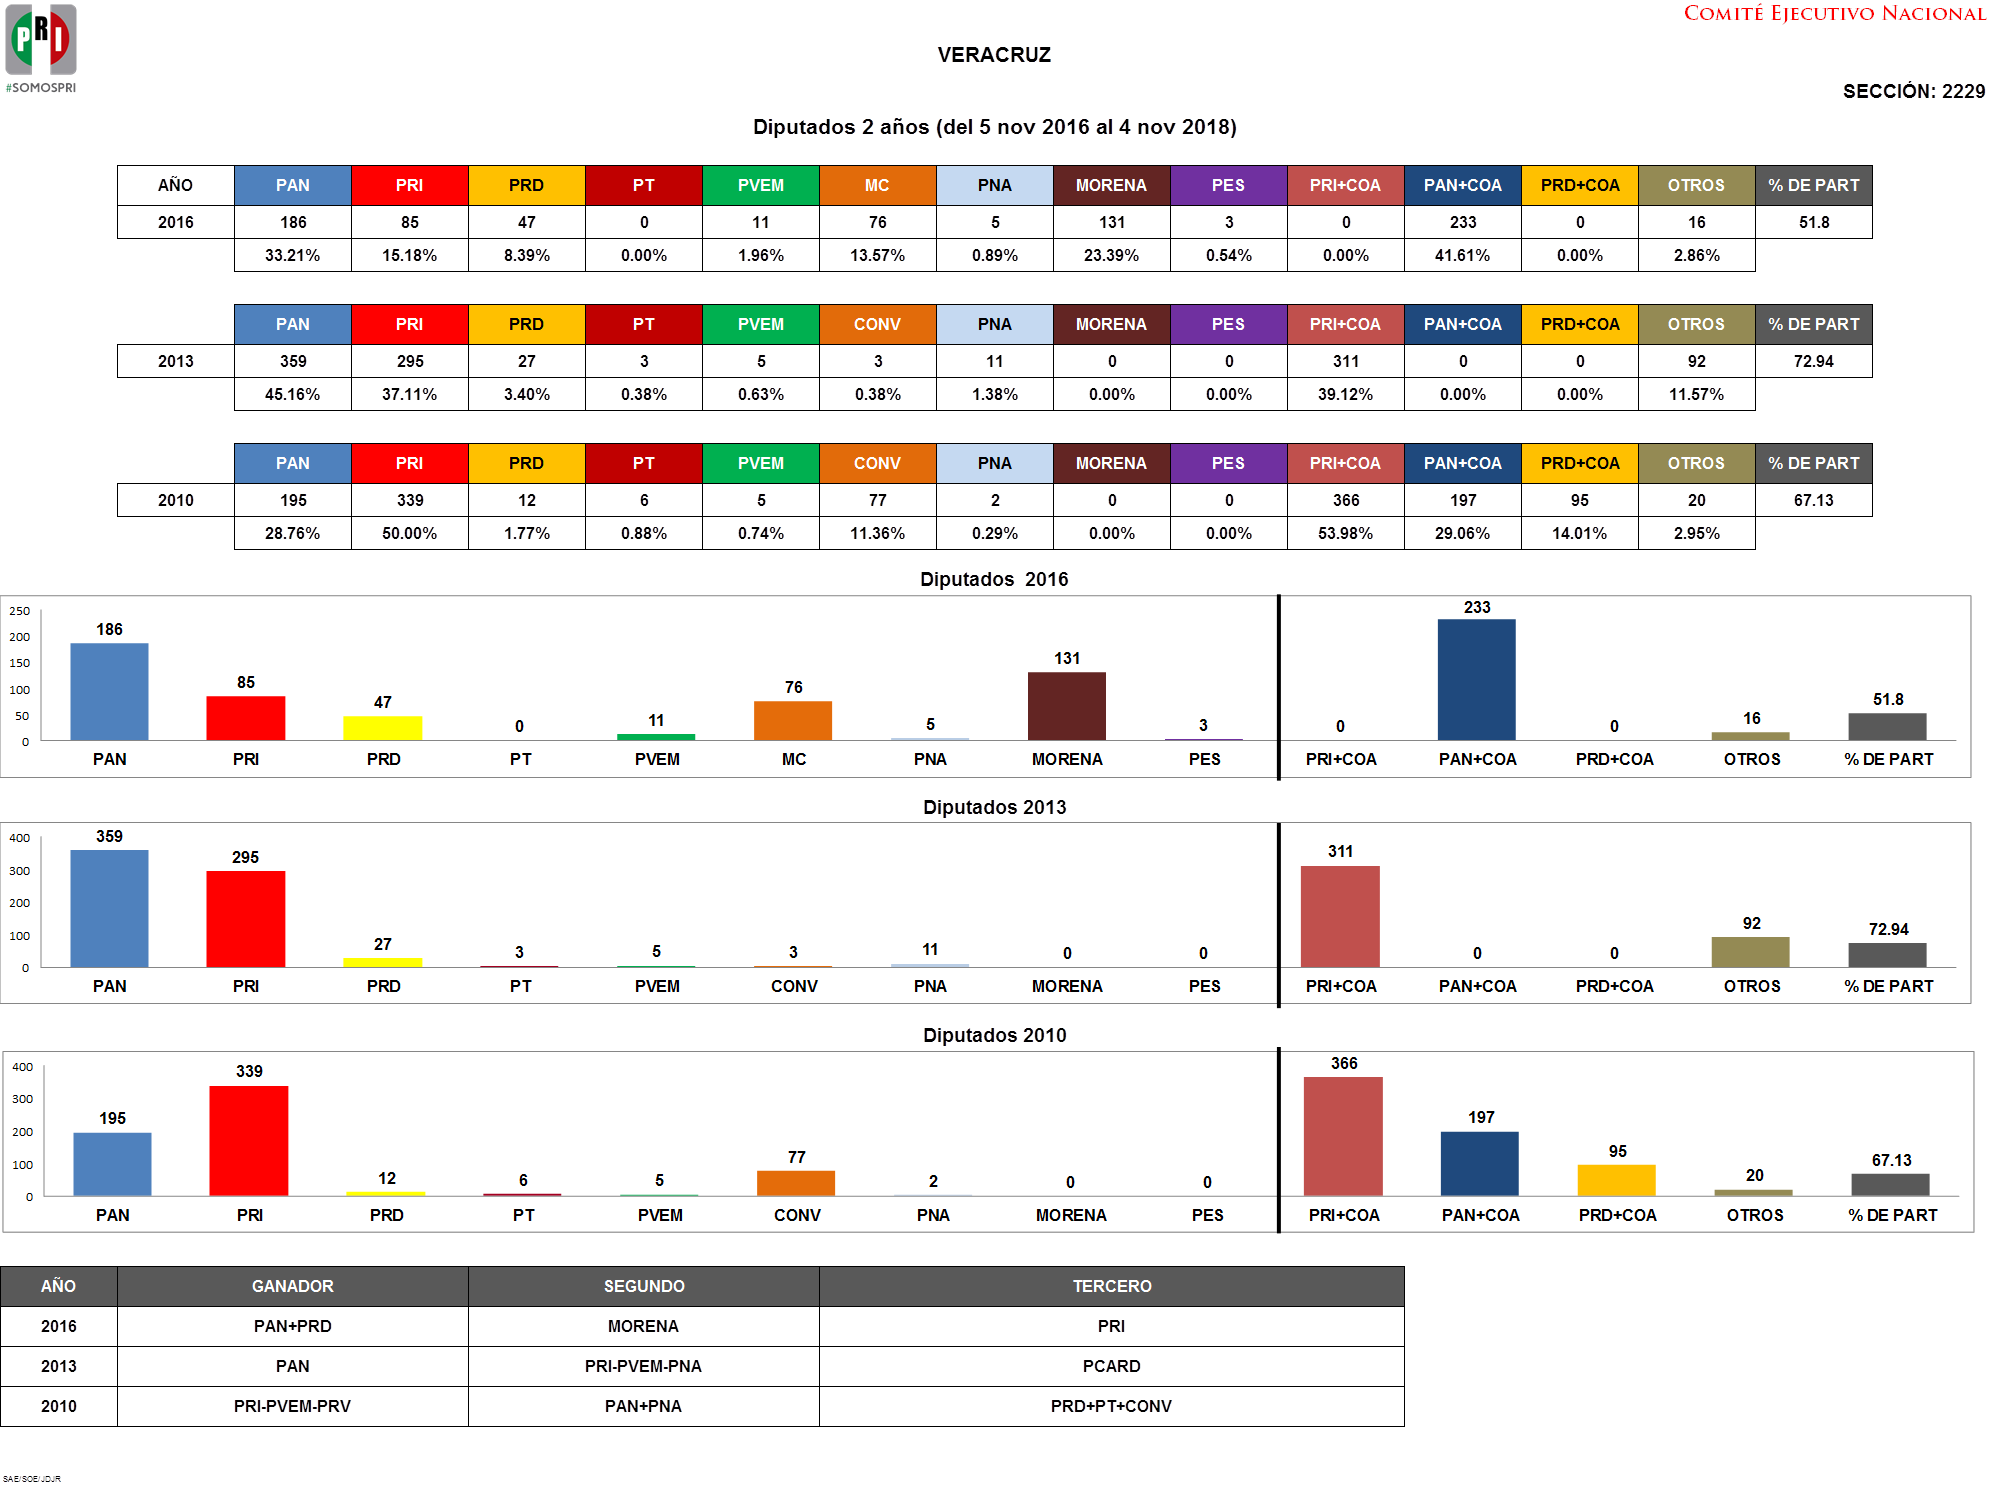 PRI
#SOMOSPRI
COMITÉ EJECUTIVO NACIONAL
VERACRUZ
SECCIÓN: 2229
Diputados 2 años (del 5 nov 2016 al 4 nov 2018)
AÑO PAN PRI PRD PT PVEM MC PNA MORENA PES PRI+COA PAN+COA PRD+COA OTROS % DE PART
2016 186 85 47 0 11 76 5 131 3 0 233 0 16 51.8
33.21% 15.18% 8.39% 0.00% 1.96% 13.57% 0.89% 23.39% 0.54% 0.00% 41.61% 0.00% 2.86%
PAN PRI PRD PT PVEM CONV PNA MORENA PES PRI+COA PAN+COA PRD+COA OTROS % DE PART
2013 359 295 27 3 5 3 11 0 0 311 0 0 92 72.94
45.16% 37.11% 3.40% 0.38% 0.63% 0.38% 1.38% 0.00% 0.00% 39.12% 0.00% 0.00% 11.57%
PAN PRI PRD PT PVEM CONV PNA MORENA PES PRI+COA PAN+COA PRD+COA OTROS % DE PART
2010 195 339 12 6 5 77 2 0 0 366 197 95 20 67.13
28.76% 50.00% 1.77% 0.88% 0.74% 11.36% 0.29% 0.00% 0.00% 53.98% 29.06% 14.01% 2.95%
Diputados 2016
250
200
150
100
50
0
186 85 47 0 11 76 5 131 3 0 233 0 16 51.8
PAN PRI PRD PT PVEM MC PNA MORENA PES PRI+COA PAN+COA PRD+COA OTROS % DE PART
Diputados 2013
400
300
200
100
0
359 295 27 3 5 3 11 0 0 311 0 0 92 72.94
PAN PRI PRD PT PVEM CONV PNA MORENA PES PRI+COA PAN+COA PRD+COA OTROS % DE PART
Diputados 2010
400
300
200
100
0
195 339 12 6 5 77 2 0 0 366 197 95 20 67.13
PAN PRI PRD PT PVEM CONV PNA MORENA PES PRI+COA PAN+COA PRD+COA OTROS % DE PART
AÑO GANADOR SEGUNDO TERCERO
2016 PAN+PRD MORENA PRI
2013 PAN PRI-PVEM-PNA PCARD
2010 PRI-PVEM-PRV PAN+PNA PRD+PT+CONV
SAE/SOE/JDJR